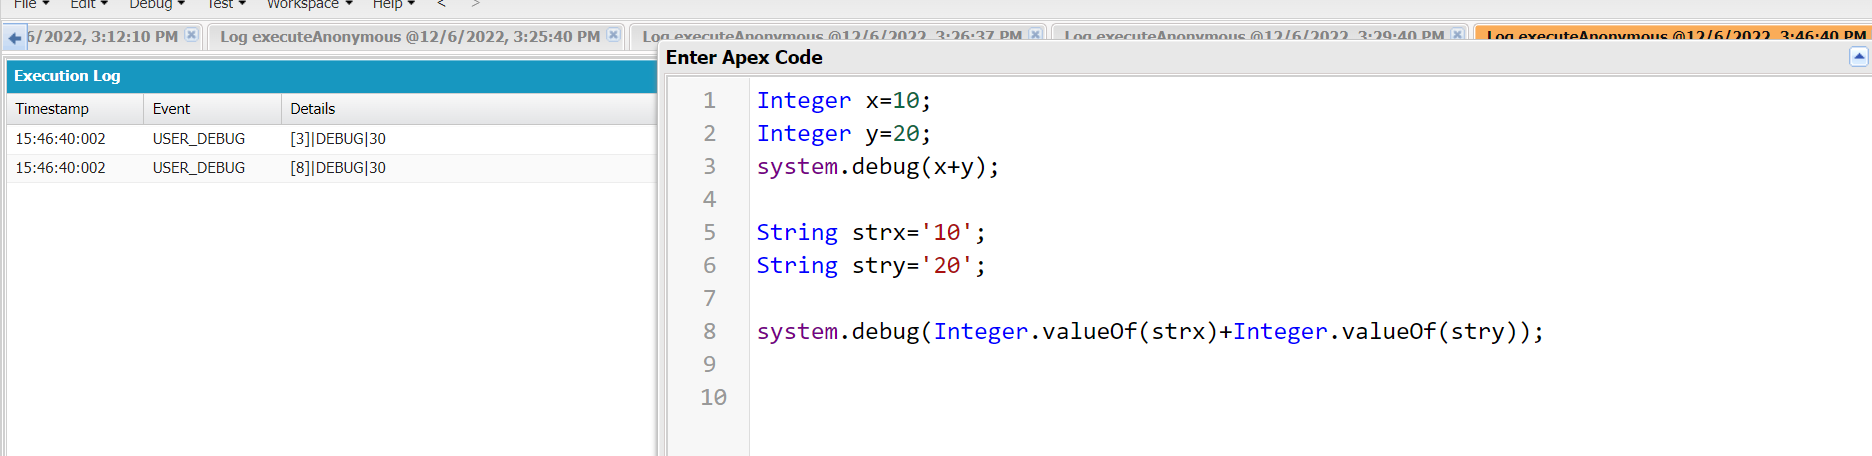 File Edit Debug Test Workspace Help < >
6/2022, 3:12:10 PM Log executeAnonymous @12/6/2022, 3:25:40 PM Log executeAnonymous @12/6/2022, 3:26:37 PM Log executeAnonymous @12/6/2022, 3:29:40 PM Log executeAnonymous @12/6/2022, 3:46:40 PM
Execution Log
Timestamp Event Details
15:46:40:002 USER_DEBUG [3]|DEBUG|30
15:46:40:002 USER_DEBUG [8]|DEBUG|30
Enter Apex Code
1 Integer x=10;
2 Integer y=20;
3 system.debug(x+y);
4
5 String strx='10';
6 String stry='20';
7
8 system.debug(Integer.valueOf(strx)+Integer.valueOf(stry));
9
10